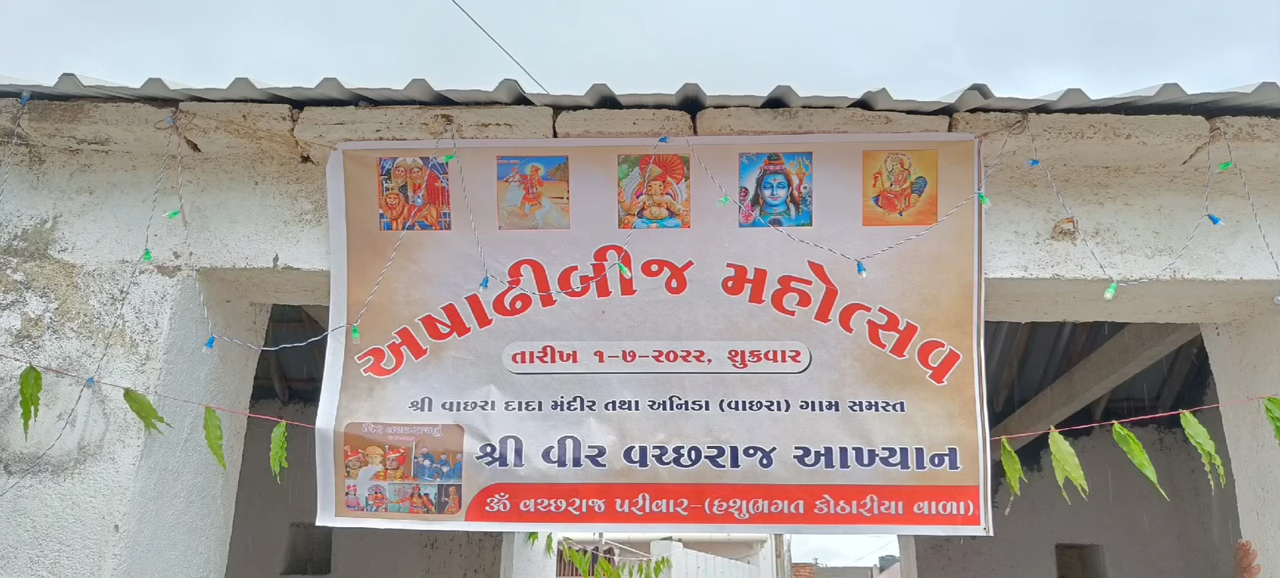 અષાઢીબીજ મહોત્સવ
તારીખ ૧-૭-૨૦૨૨, શુક્રવાર
શ્રી વાછરા દાદા મંદીર તથા અનિડા (વાછરા) ગામ સમસ્ત
શ્રી વીર વચ્છરાજ આખ્યાન
ૐ વચ્છરાજ પરીવાર-(હશુભગત કોઠારીયા વાળા)